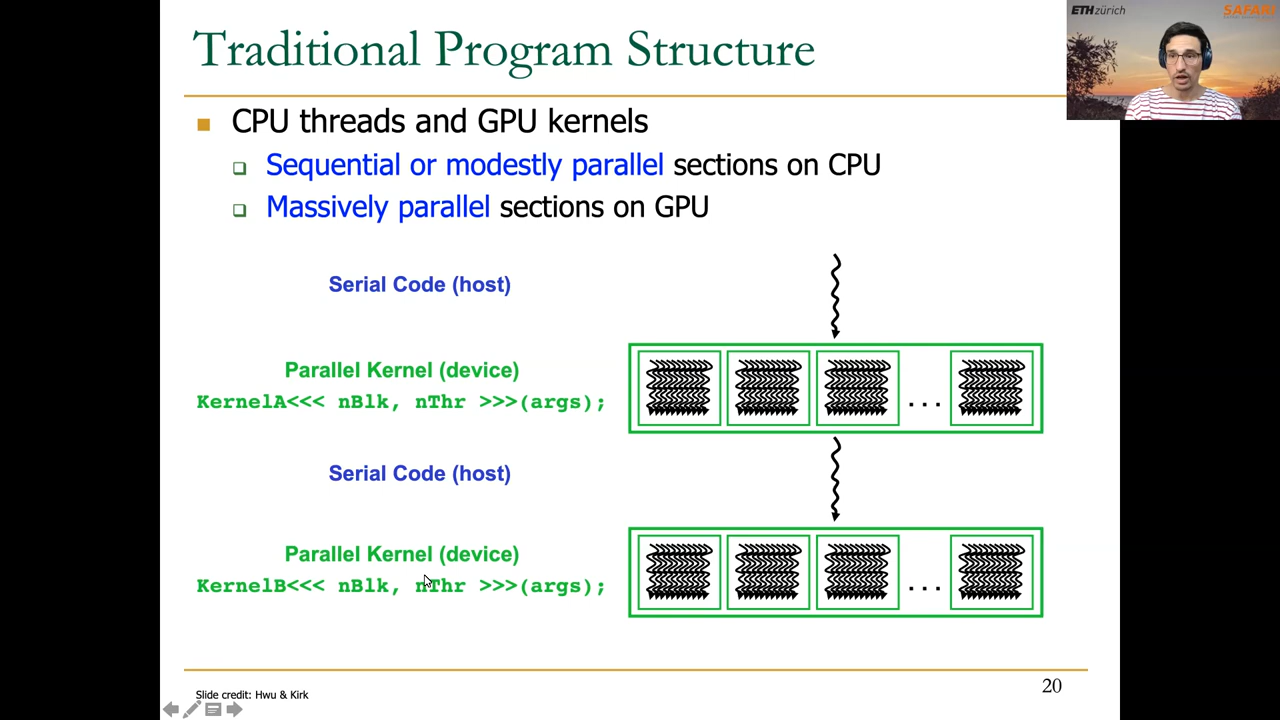 Traditional Program Structure
ETHzürich
SAFARI
CPU threads and GPU kernels
Sequential or modestly parallel sections on CPU
Massively parallel sections on GPU
Serial Code (host)
Parallel Kernel (device)
KernelA<<< nBlk, nThr >>>(args);
. . .
Serial Code (host)
Parallel Kernel (device)
KernelB<<< nBlk, nThr >>>(args);
. . .
Slide credit: Hwu & Kirk
20